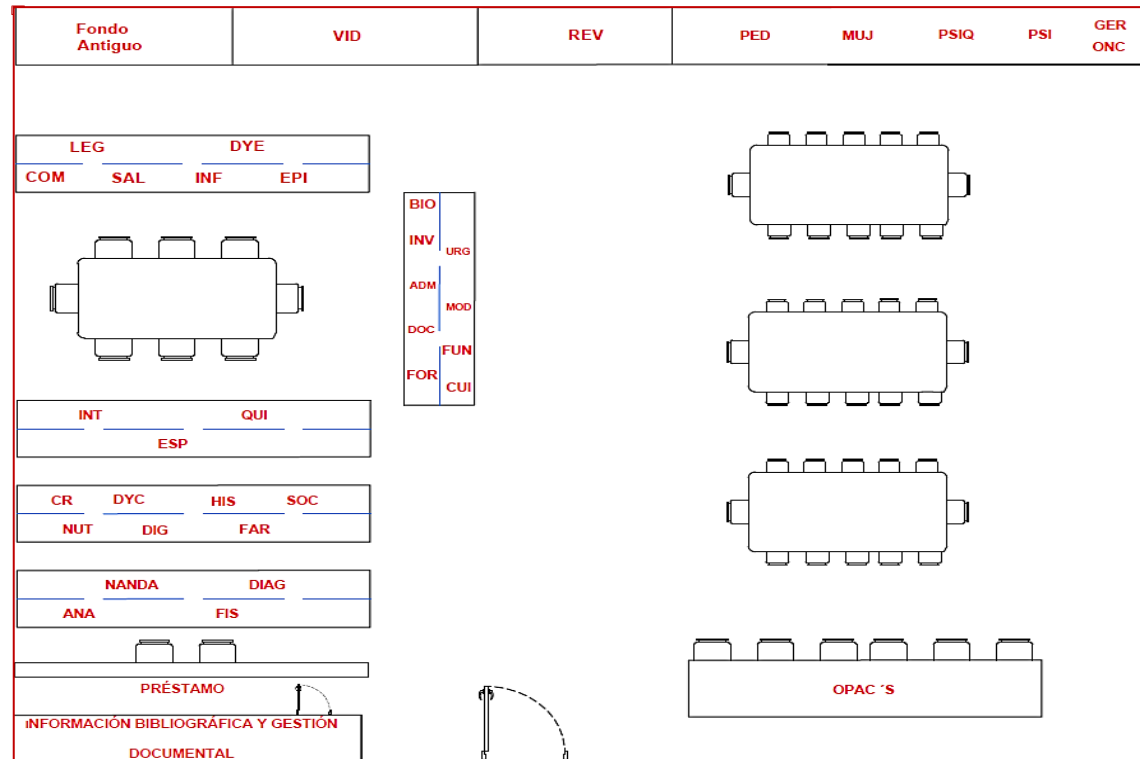 Fondo
Antiguo
VID
REV
PED
MUJ
PSIQ
PSI
GER
ONC
LEG
DYE
COM
SAL
INF
EPI
BIO
INV
URG
ADM
MOD
DOC
FUN
FOR
CUI
INT
QUI
ESP
CR
DYC
HIS
SOC
NUT
DIG
FAR
NANDA
DIAG
ANA
FIS
PRÉSTAMO
INFORMACIÓN BIBLIOGRÁFICA Y GESTIÓN
DOCUMENTAL
OPAC ´S